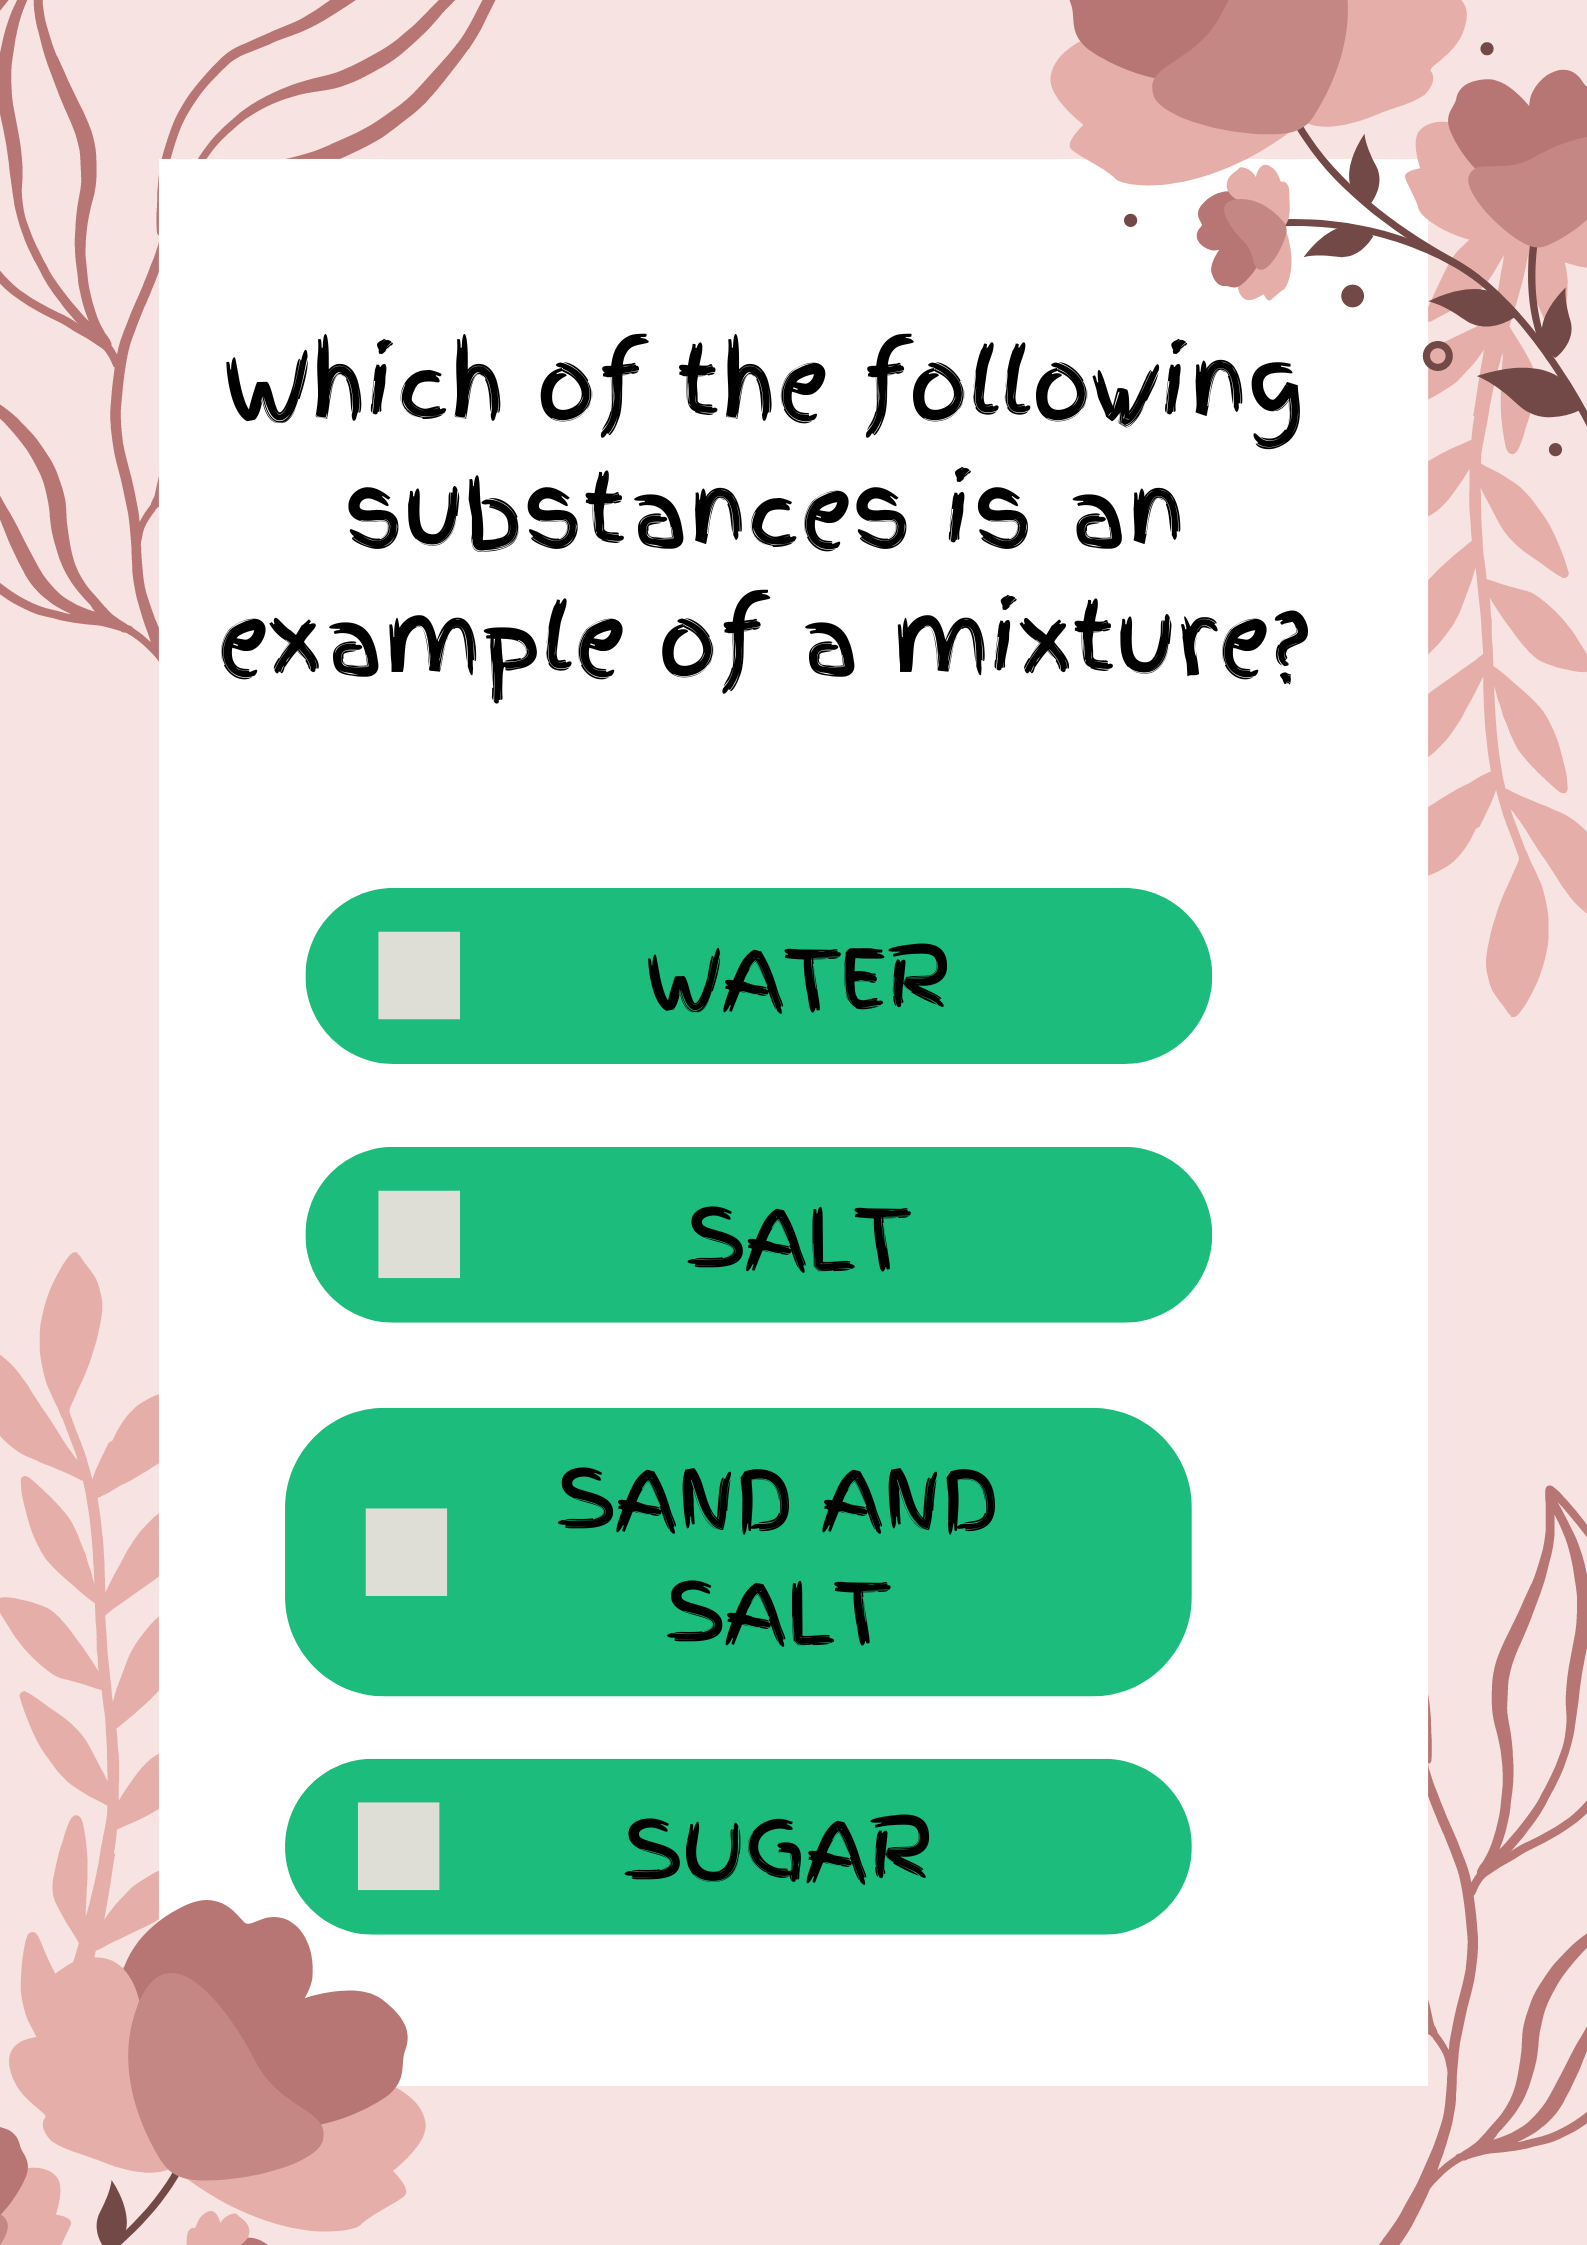 Which of the following
substances is an
example of a mixture?
WATER
SALT
SAND AND
SALT
SUGAR